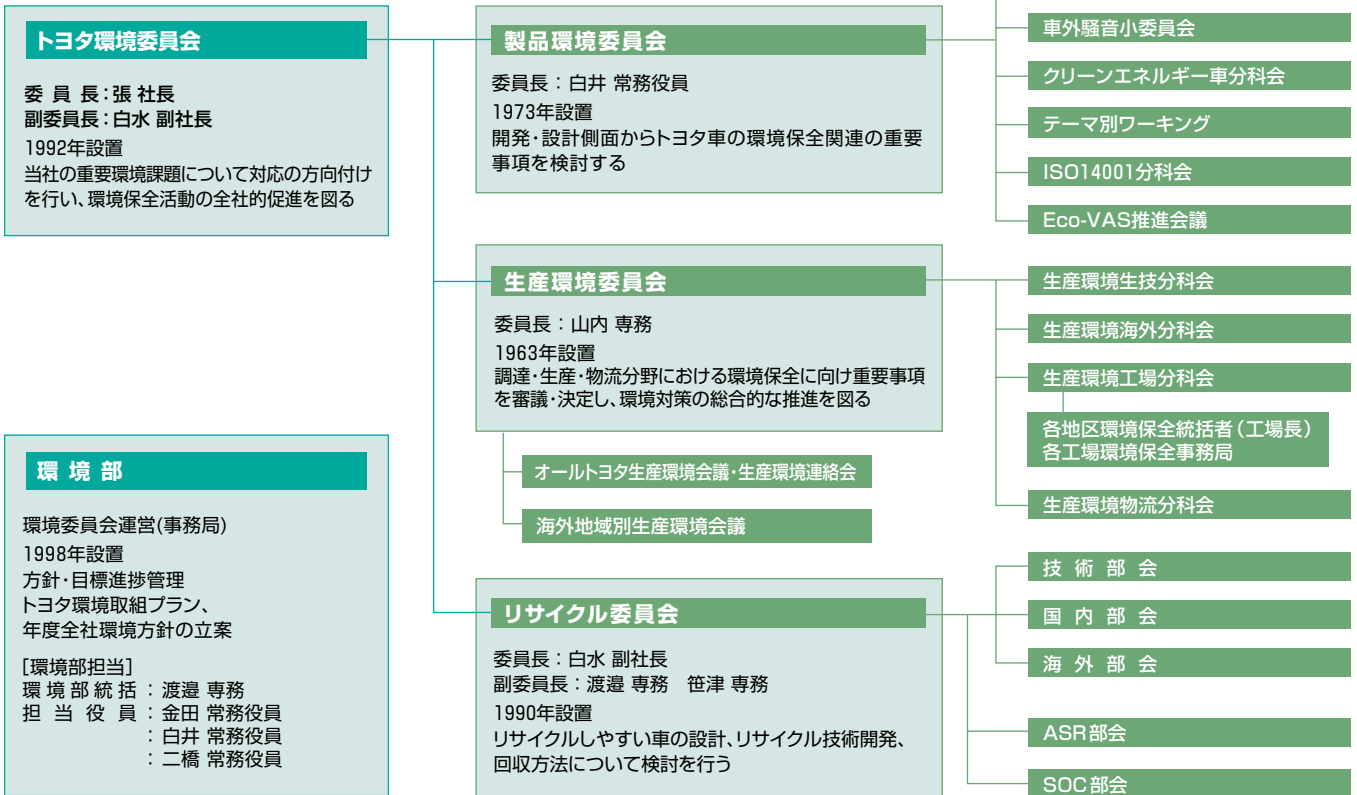 トヨタ環境委員会
委員長:張 社長
副委員長:白水 副社長
1992年設置
当社の重要環境課題について対応の方向付け
を行い、環境保全活動の全社的促進を図る
環境部
環境委員会運営(事務局)
1998年設置
方針・目標進捗管理
トヨタ環境取組プラン、
年度全社環境方針の立案
[環境部担当]
環境部統括:渡邉 専務
担当役員:金田 常務役員
:白井 常務役員
:二橋 常務役員
製品環境委員会
委員長:白井 常務役員
1973年設置
開発・設計側面からトヨタ車の環境保全関連の重要
事項を検討する
車外騒音小委員会
クリーンエネルギー車分科会
テーマ別ワーキング
ISO14001分科会
Eco-VAS推進会議
生産環境委員会
委員長:山内 専務
1963年設置
調達・生産・物流分野における環境保全に向け重要事項
を審議・決定し、環境対策の総合的な推進を図る
オールトヨタ生産環境会議・生産環境連絡会
海外地域別生産環境会議
生産環境生技分科会
生産環境海外分科会
生産環境工場分科会
各地区環境保全統括者(工場長)
各工場環境保全事務局
生産環境物流分科会
リサイクル委員会
委員長:白水 副社長
副委員長:渡邉 専務 笹津 専務
1990年設置
リサイクルしやすい車の設計、リサイクル技術開発、
回収方法について検討を行う
技術部会
国内部会
海外部会
ASR部会
SOC部会